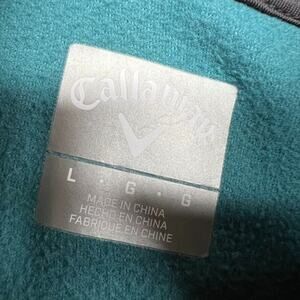 Callaway
L • G • G
MADE IN CHINA
HECHO EN CHINA
FABRIQUÉ EN CHINE